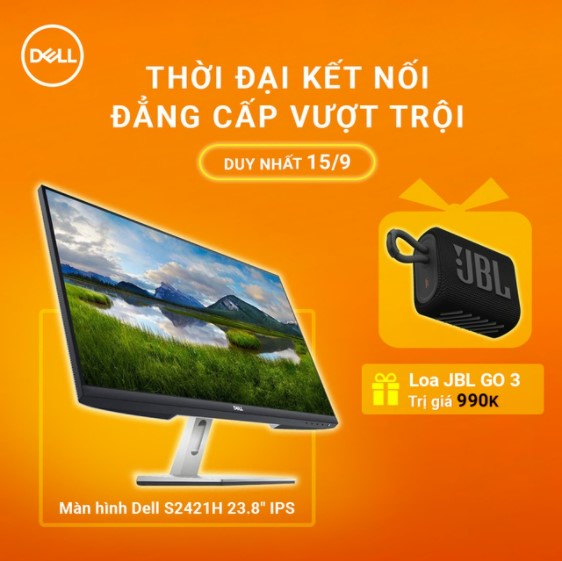 DELL
THỜI ĐẠI KẾT NỐI
ĐẲNG CẤP VƯỢT TRỘI
DUY NHẤT 15/9
JBL
DELL
Loa JBL GO 3
Trị giá 990K
Màn hình Dell S2421H 23.8" IPS